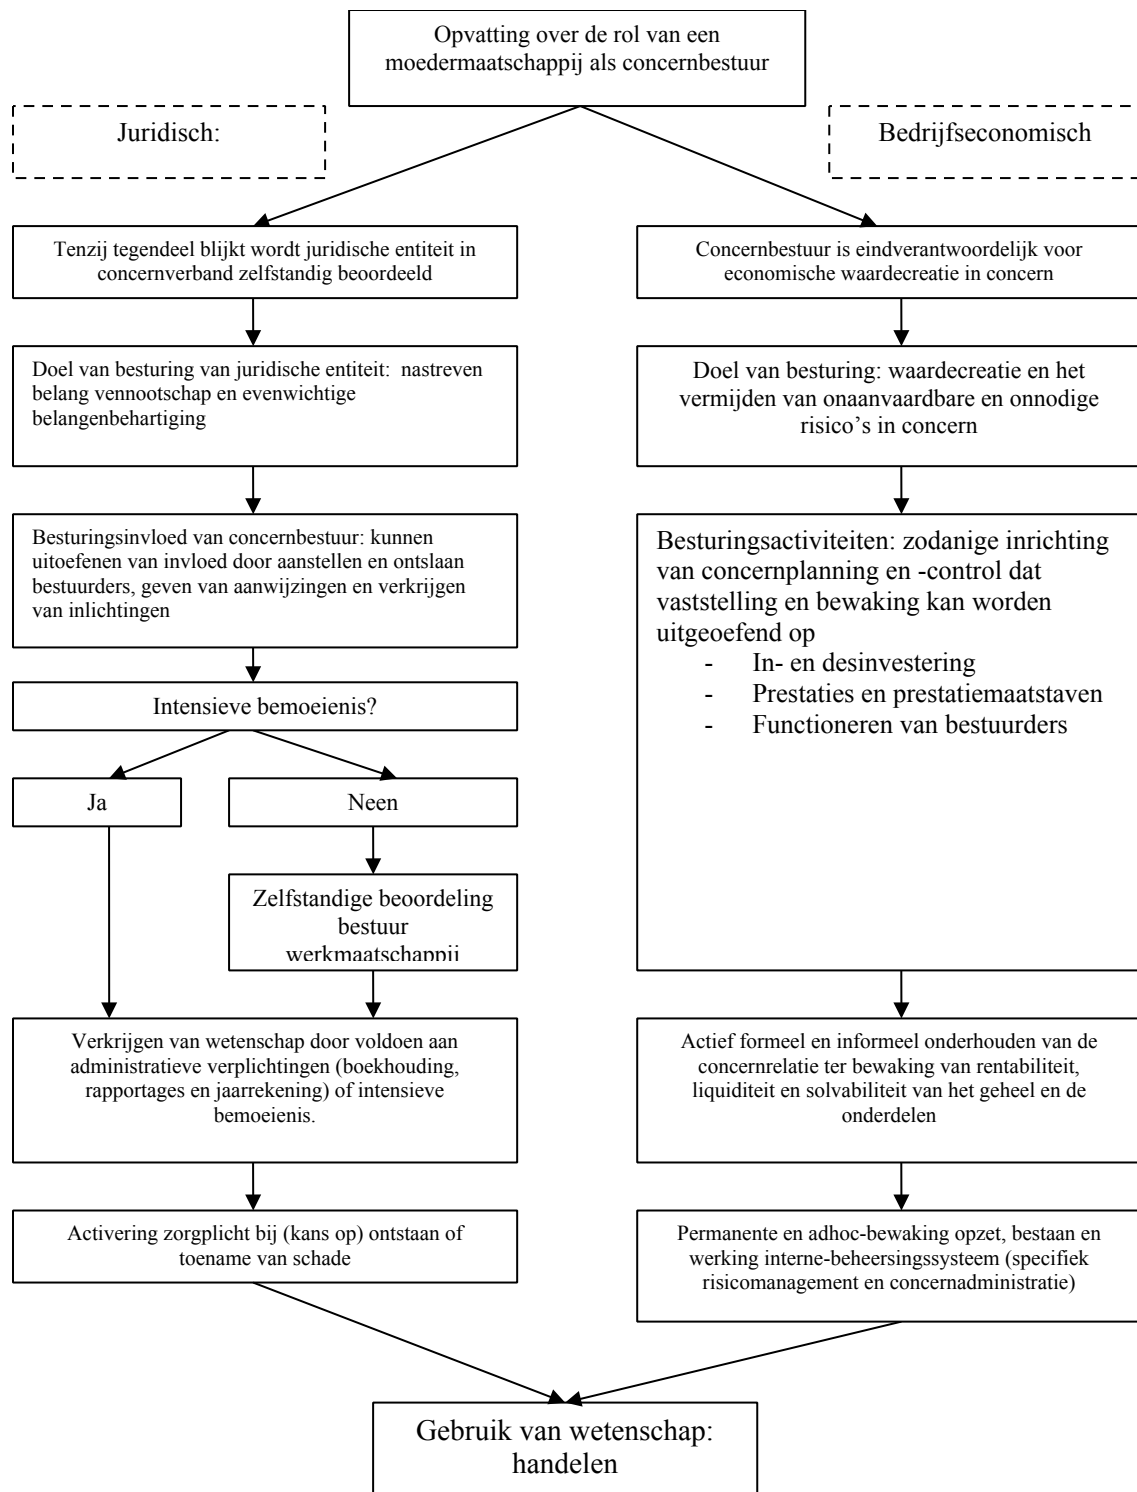 Opvatting over de rol van een
moedermaatschappij als concernbestuur
Juridisch:
Bedrijfseconomisch
Tenzij tegendeel blijkt wordt juridische entiteit in
concernverband zelfstandig beoordeeld
Concernbestuur is eindverantwoordelijk voor
economische waardecreatie in concern
Doel van besturing van juridische entiteit:  nastreven
belang vennootschap en evenwichtige
belangenbehartiging
Doel van besturing: waardecreatie en het
vermijden van onaanvaardbare en onnodige
risico’s in concern
Besturingsinvloed van concernbestuur: kunnen
uitoefenen van invloed door aanstellen en ontslaan
bestuurders, geven van aanwijzingen en verkrijgen
van inlichtingen
Besturingsactiviteiten: zodanige inrichting
van concernplanning en -control dat
vaststelling en bewaking kan worden
uitgeoefend op
- In- en desinvestering
- Prestaties en prestatiemaatstaven
- Functioneren van bestuurders
Intensieve bemoeienis?
Ja
Neen
Zelfstandige beoordeling
bestuur
werkmaatschappij
Verkrijgen van wetenschap door voldoen aan
administratieve verplichtingen (boekhouding,
rapportages en jaarrekening) of intensieve
bemoeienis.
Actief formeel en informeel onderhouden van de
concernrelatie ter bewaking van rentabiliteit,
liquiditeit en solvabiliteit van het geheel en de
onderdelen
Activering zorgplicht bij (kans op) ontstaan of
toename van schade
Permanente en adhoc-bewaking opzet, bestaan en
werking interne-beheersingssysteem (specifiek
risicomanagement en concernadministratie)
Gebruik van wetenschap:
handelen